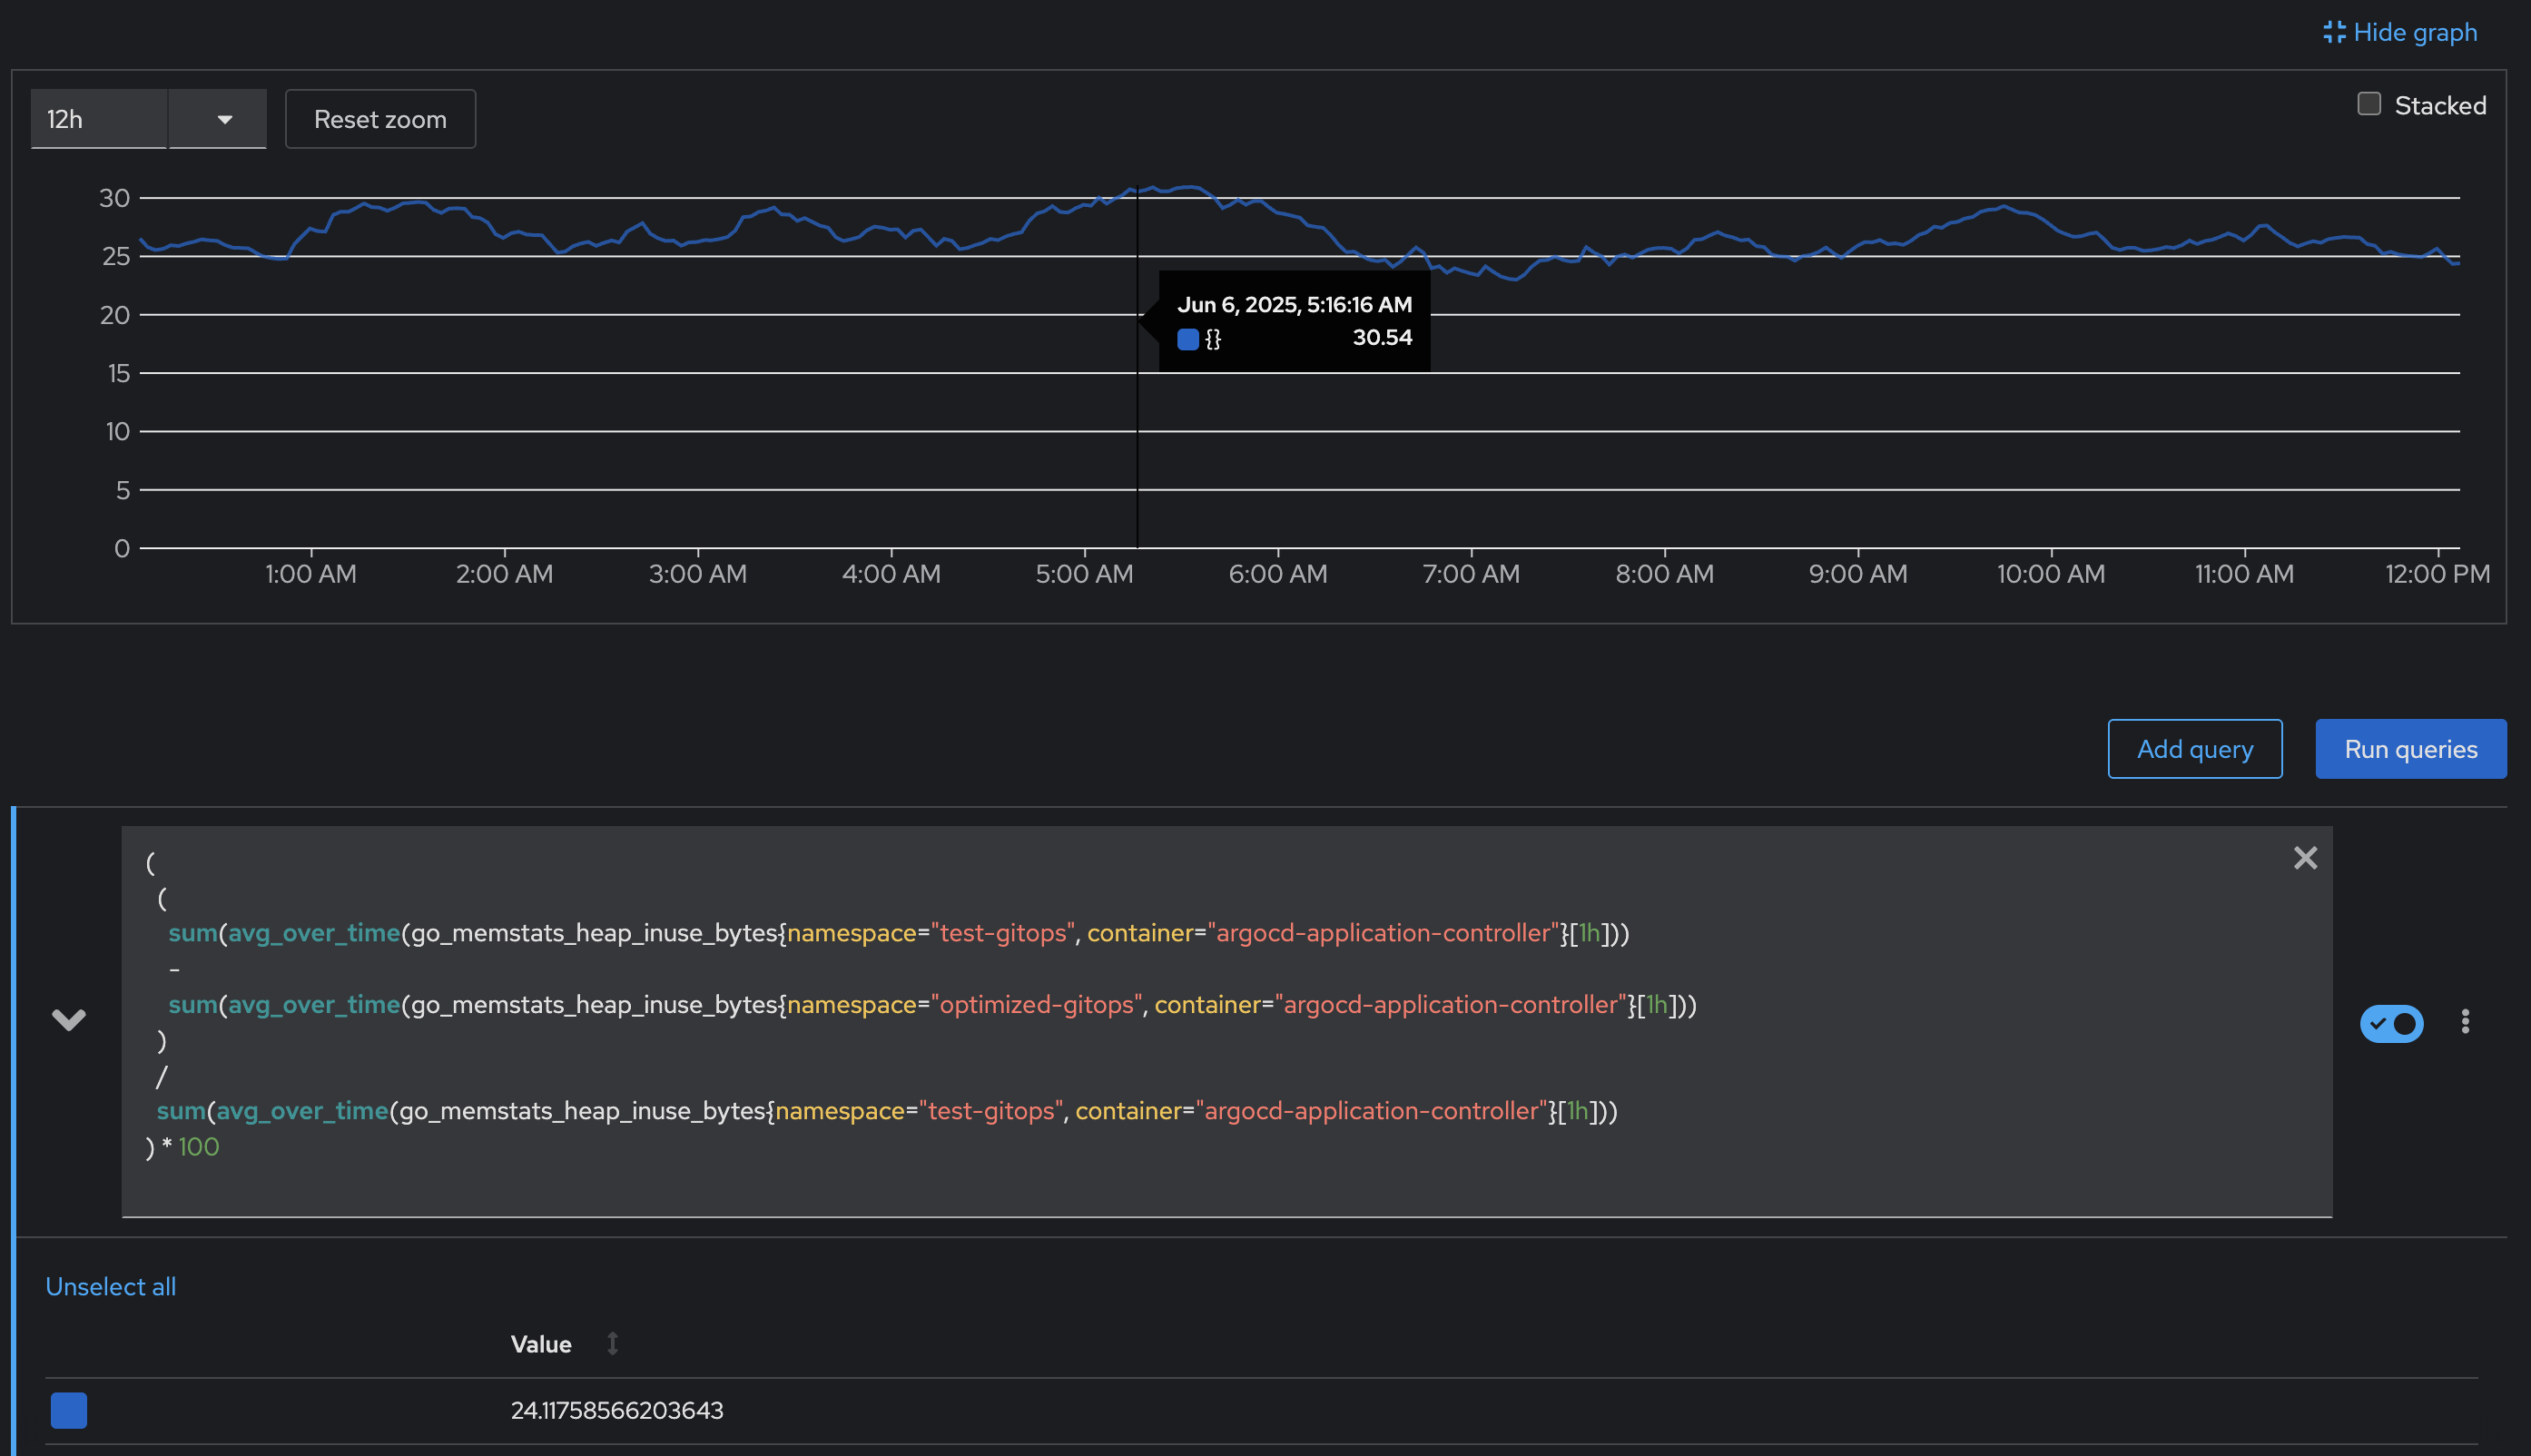 Hide graph
12h
Reset zoom
Stacked
30
25
20
15
10
5
0
Jun 6, 2025, 5:16:16 AM
{} 30.54
1:00 AM 2:00 AM 3:00 AM 4:00 AM 5:00 AM 6:00 AM 7:00 AM 8:00 AM 9:00 AM 10:00 AM 11:00 AM 12:00 PM
Add query
Run queries
(
(
sum(avg_over_time(go_memstats_heap_inuse_bytes{namespace="test-gitops", container="argocd-application-controller"}[1h]))
-
sum(avg_over_time(go_memstats_heap_inuse_bytes{namespace="optimized-gitops", container="argocd-application-controller"}[1h]))
)
/
sum(avg_over_time(go_memstats_heap_inuse_bytes{namespace="test-gitops", container="argocd-application-controller"}[1h]))
) * 100
Unselect all
Value
24.11758566203643